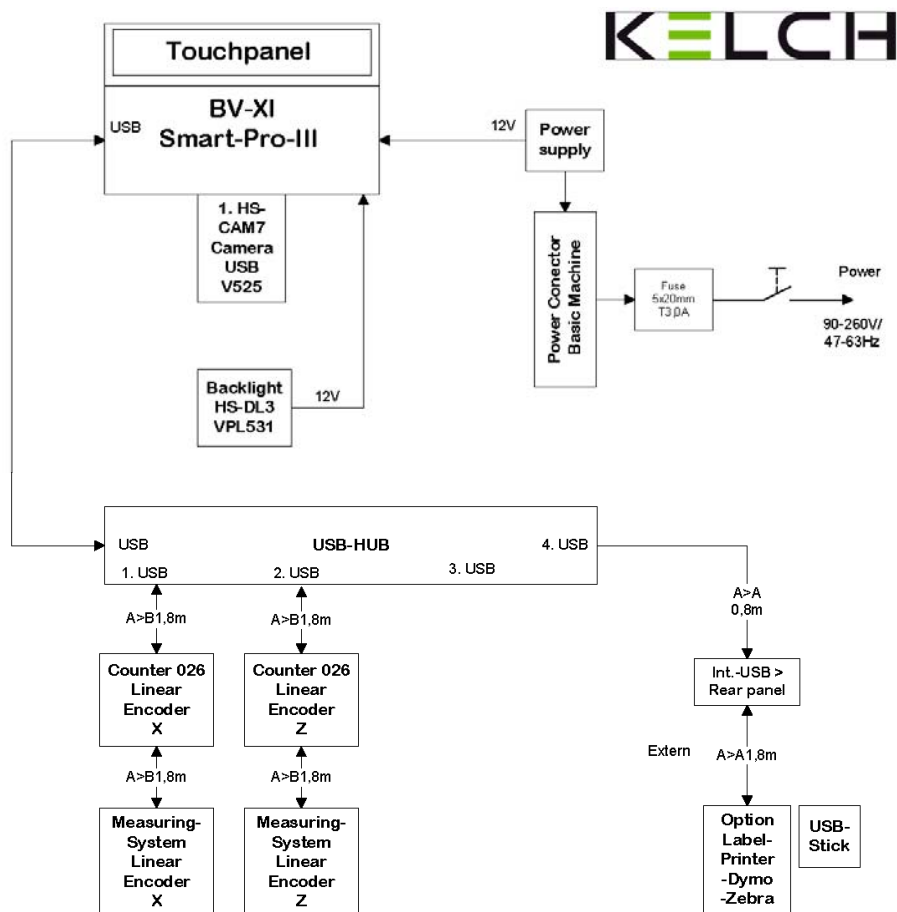 KELCH
Touchpanel
BV-XI
Smart-Pro-III
USB
12V
Power
supply
1. HS-
CAM7
Camera
USB
V525
Power Conector
Basic Machine
Fuse
5x20mm
T3,0A
Power
90-260V/
47-63Hz
Backlight
HS-DL3
VPL531
12V
USB
USB-HUB
4. USB
1. USB
2. USB
3. USB
A>B1,8m
A>B1,8m
A>A
0,8m
Counter 026
Linear
Encoder
X
Counter 026
Linear
Encoder
Z
Int.-USB >
Rear panel
A>B1,8m
A>B1,8m
Extern
A>A1,8m
Measuring-
System
Linear
Encoder
X
Measuring-
System
Linear
Encoder
Z
Option
Label-
Printer
-Dymo
-Zebra
USB-
Stick